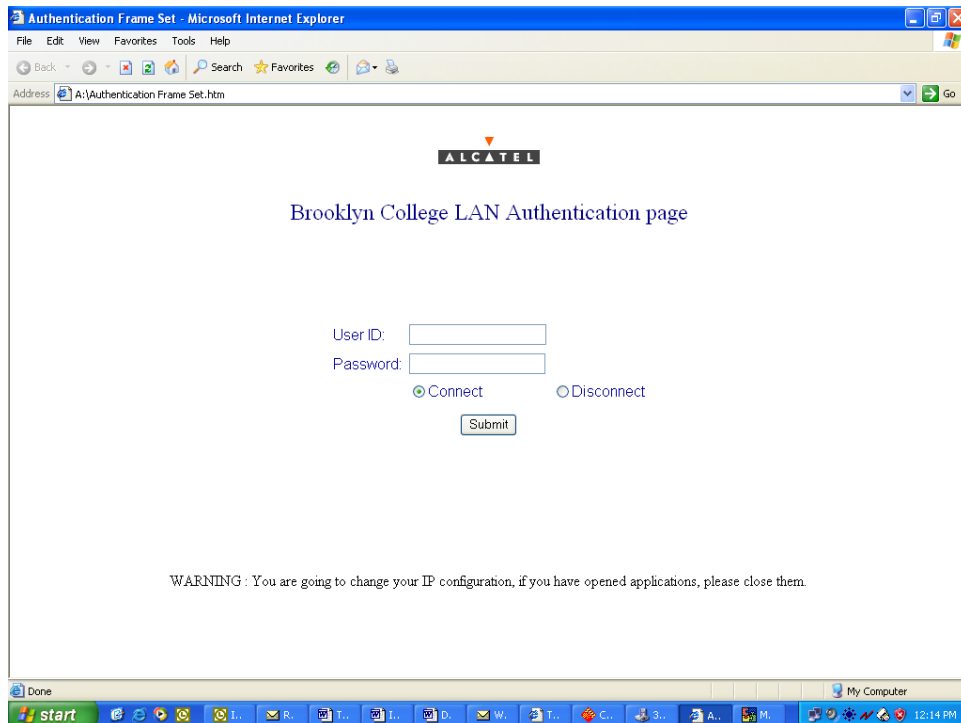 Authentication Frame Set - Microsoft Internet Explorer
File Edit View Favorites Tools Help
Back Search Favorites
Address A:\Authentication Frame Set.htm Go
ALCATEL
Brooklyn College LAN Authentication page
User ID:
Password:
Connect Disconnect
Submit
WARNING : You are going to change your IP configuration, if you have opened applications, please close them.
Done My Computer
start I... R... T... I... D... W... T... C... 3... A... M... 12:14 PM